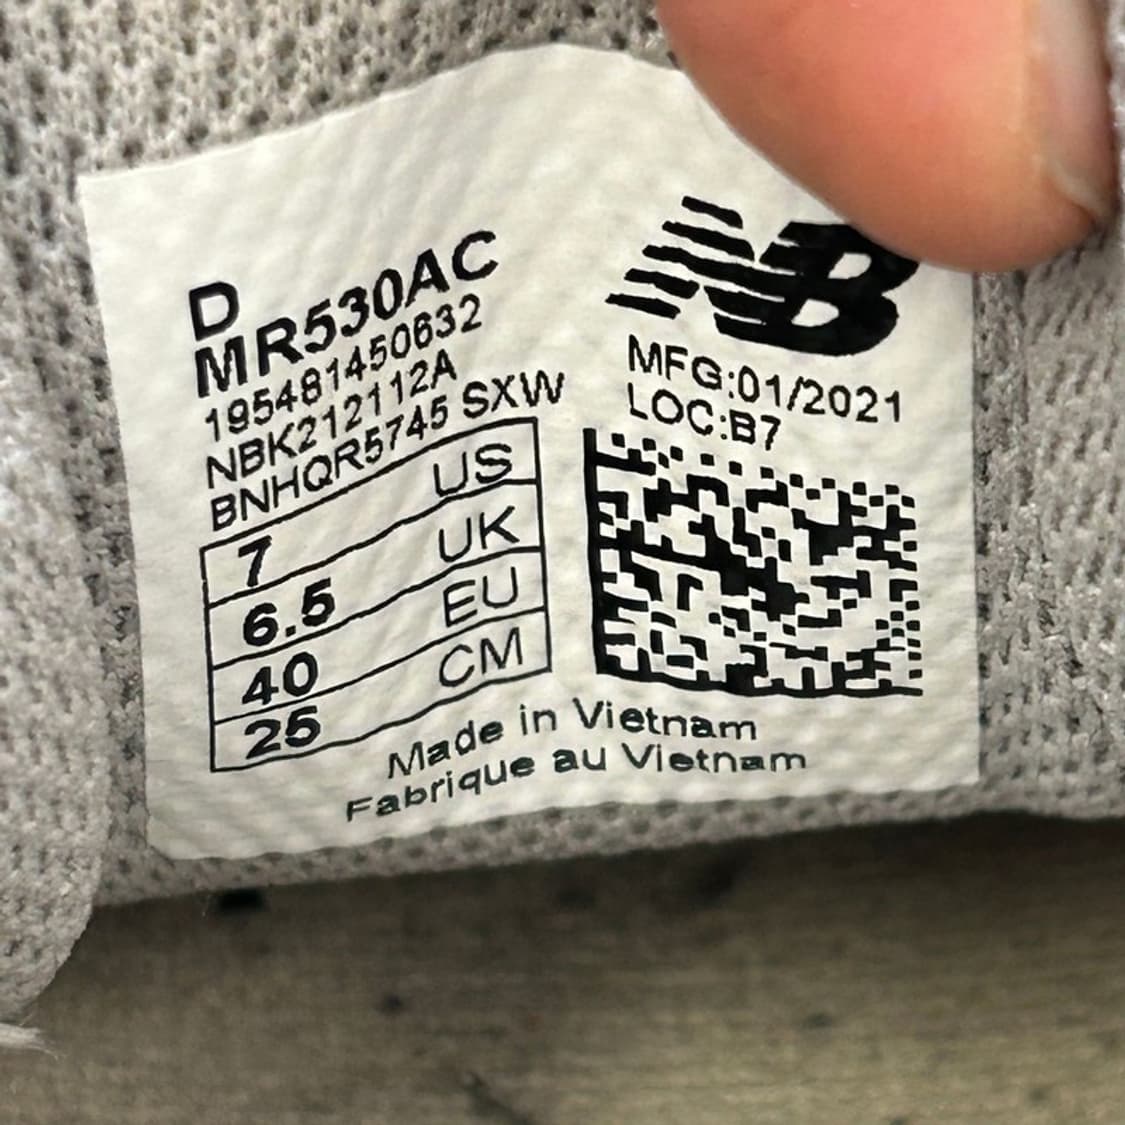 D
MR530AC
195481450632
NBK212112A
BNHQR5745 SXW
7 US
6.5 UK
40 EU
25 CM
NB
MFG:01/2021
LOC:B7
Made in Vietnam
Fabrique au Vietnam